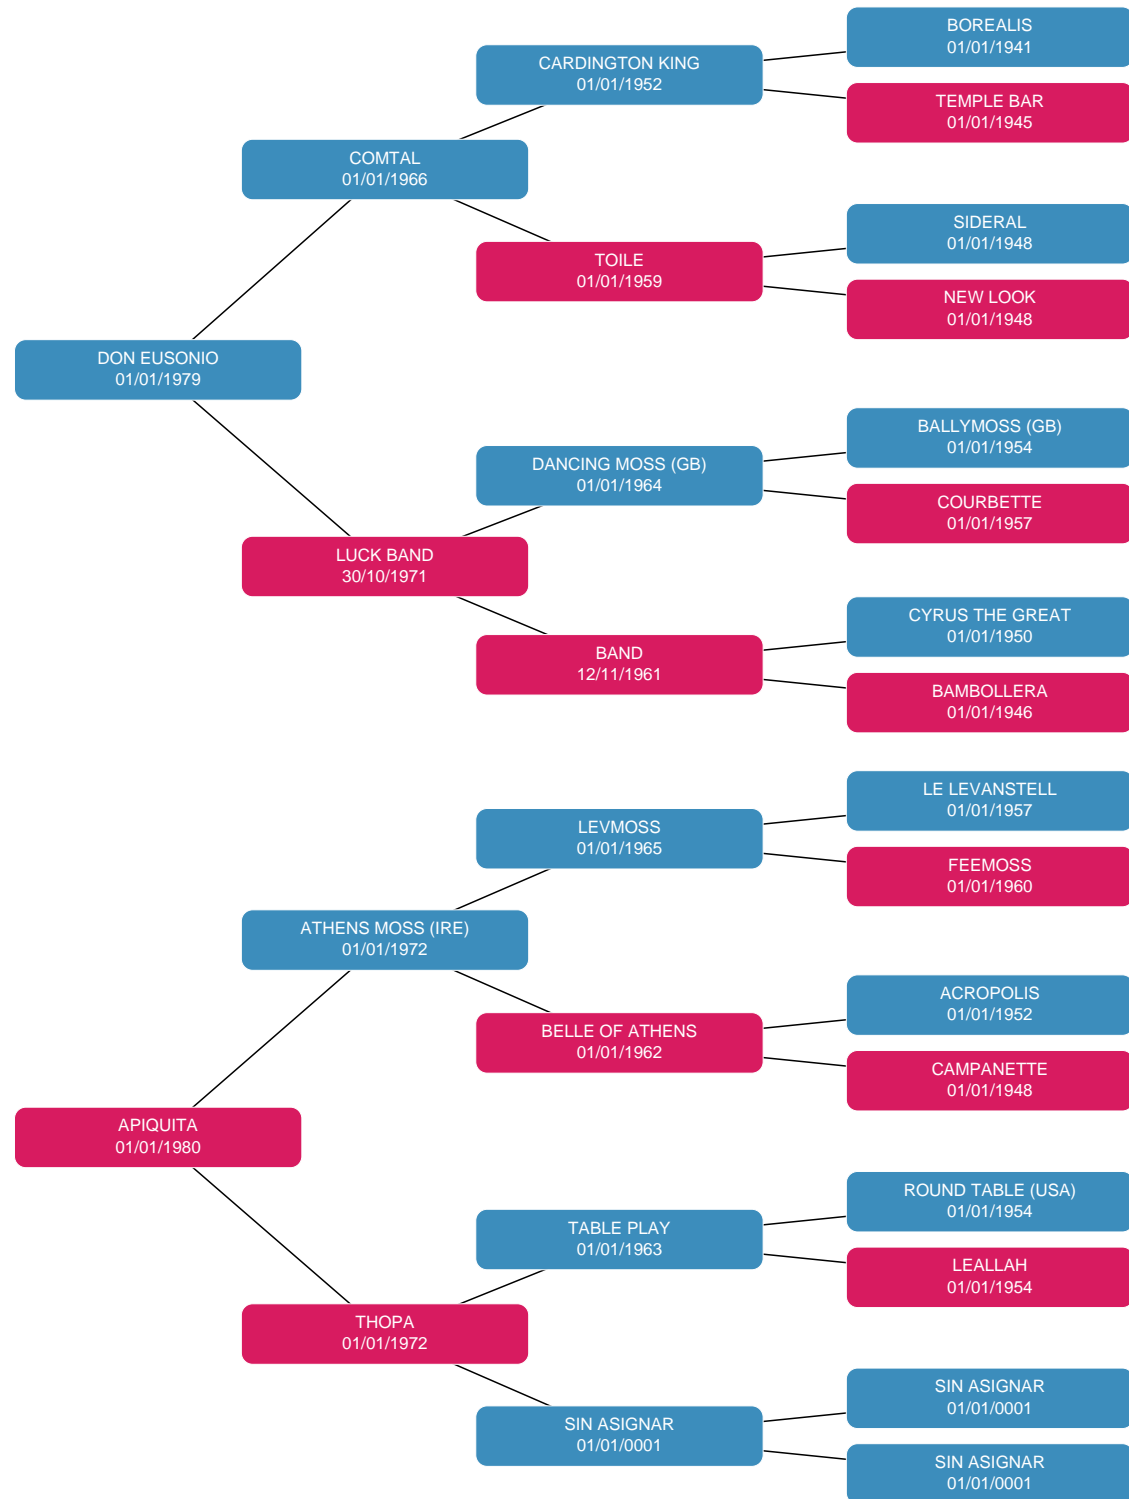 BOREALIS
01/01/1941
CARDINGTON KING
01/01/1952
TEMPLE BAR
01/01/1945
COMTAL
01/01/1966
SIDERAL
01/01/1948
TOILE
01/01/1959
NEW LOOK
01/01/1948
DON EUSONIO
01/01/1979
BALLYMOSS (GB)
01/01/1954
DANCING MOSS (GB)
01/01/1964
COURBETTE
01/01/1957
LUCK BAND
30/10/1971
CYRUS THE GREAT
01/01/1950
BAND
12/11/1961
BAMBOLLERA
01/01/1946
LE LEVANSTELL
01/01/1957
LEVMOSS
01/01/1965
FEEMOSS
01/01/1960
ATHENS MOSS (IRE)
01/01/1972
ACROPOLIS
01/01/1952
BELLE OF ATHENS
01/01/1962
CAMPANETTE
01/01/1948
APIQUITA
01/01/1980
ROUND TABLE (USA)
01/01/1954
TABLE PLAY
01/01/1963
LEALLAH
01/01/1954
THOPA
01/01/1972
SIN ASIGNAR
01/01/0001
SIN ASIGNAR
01/01/0001
SIN ASIGNAR
01/01/0001